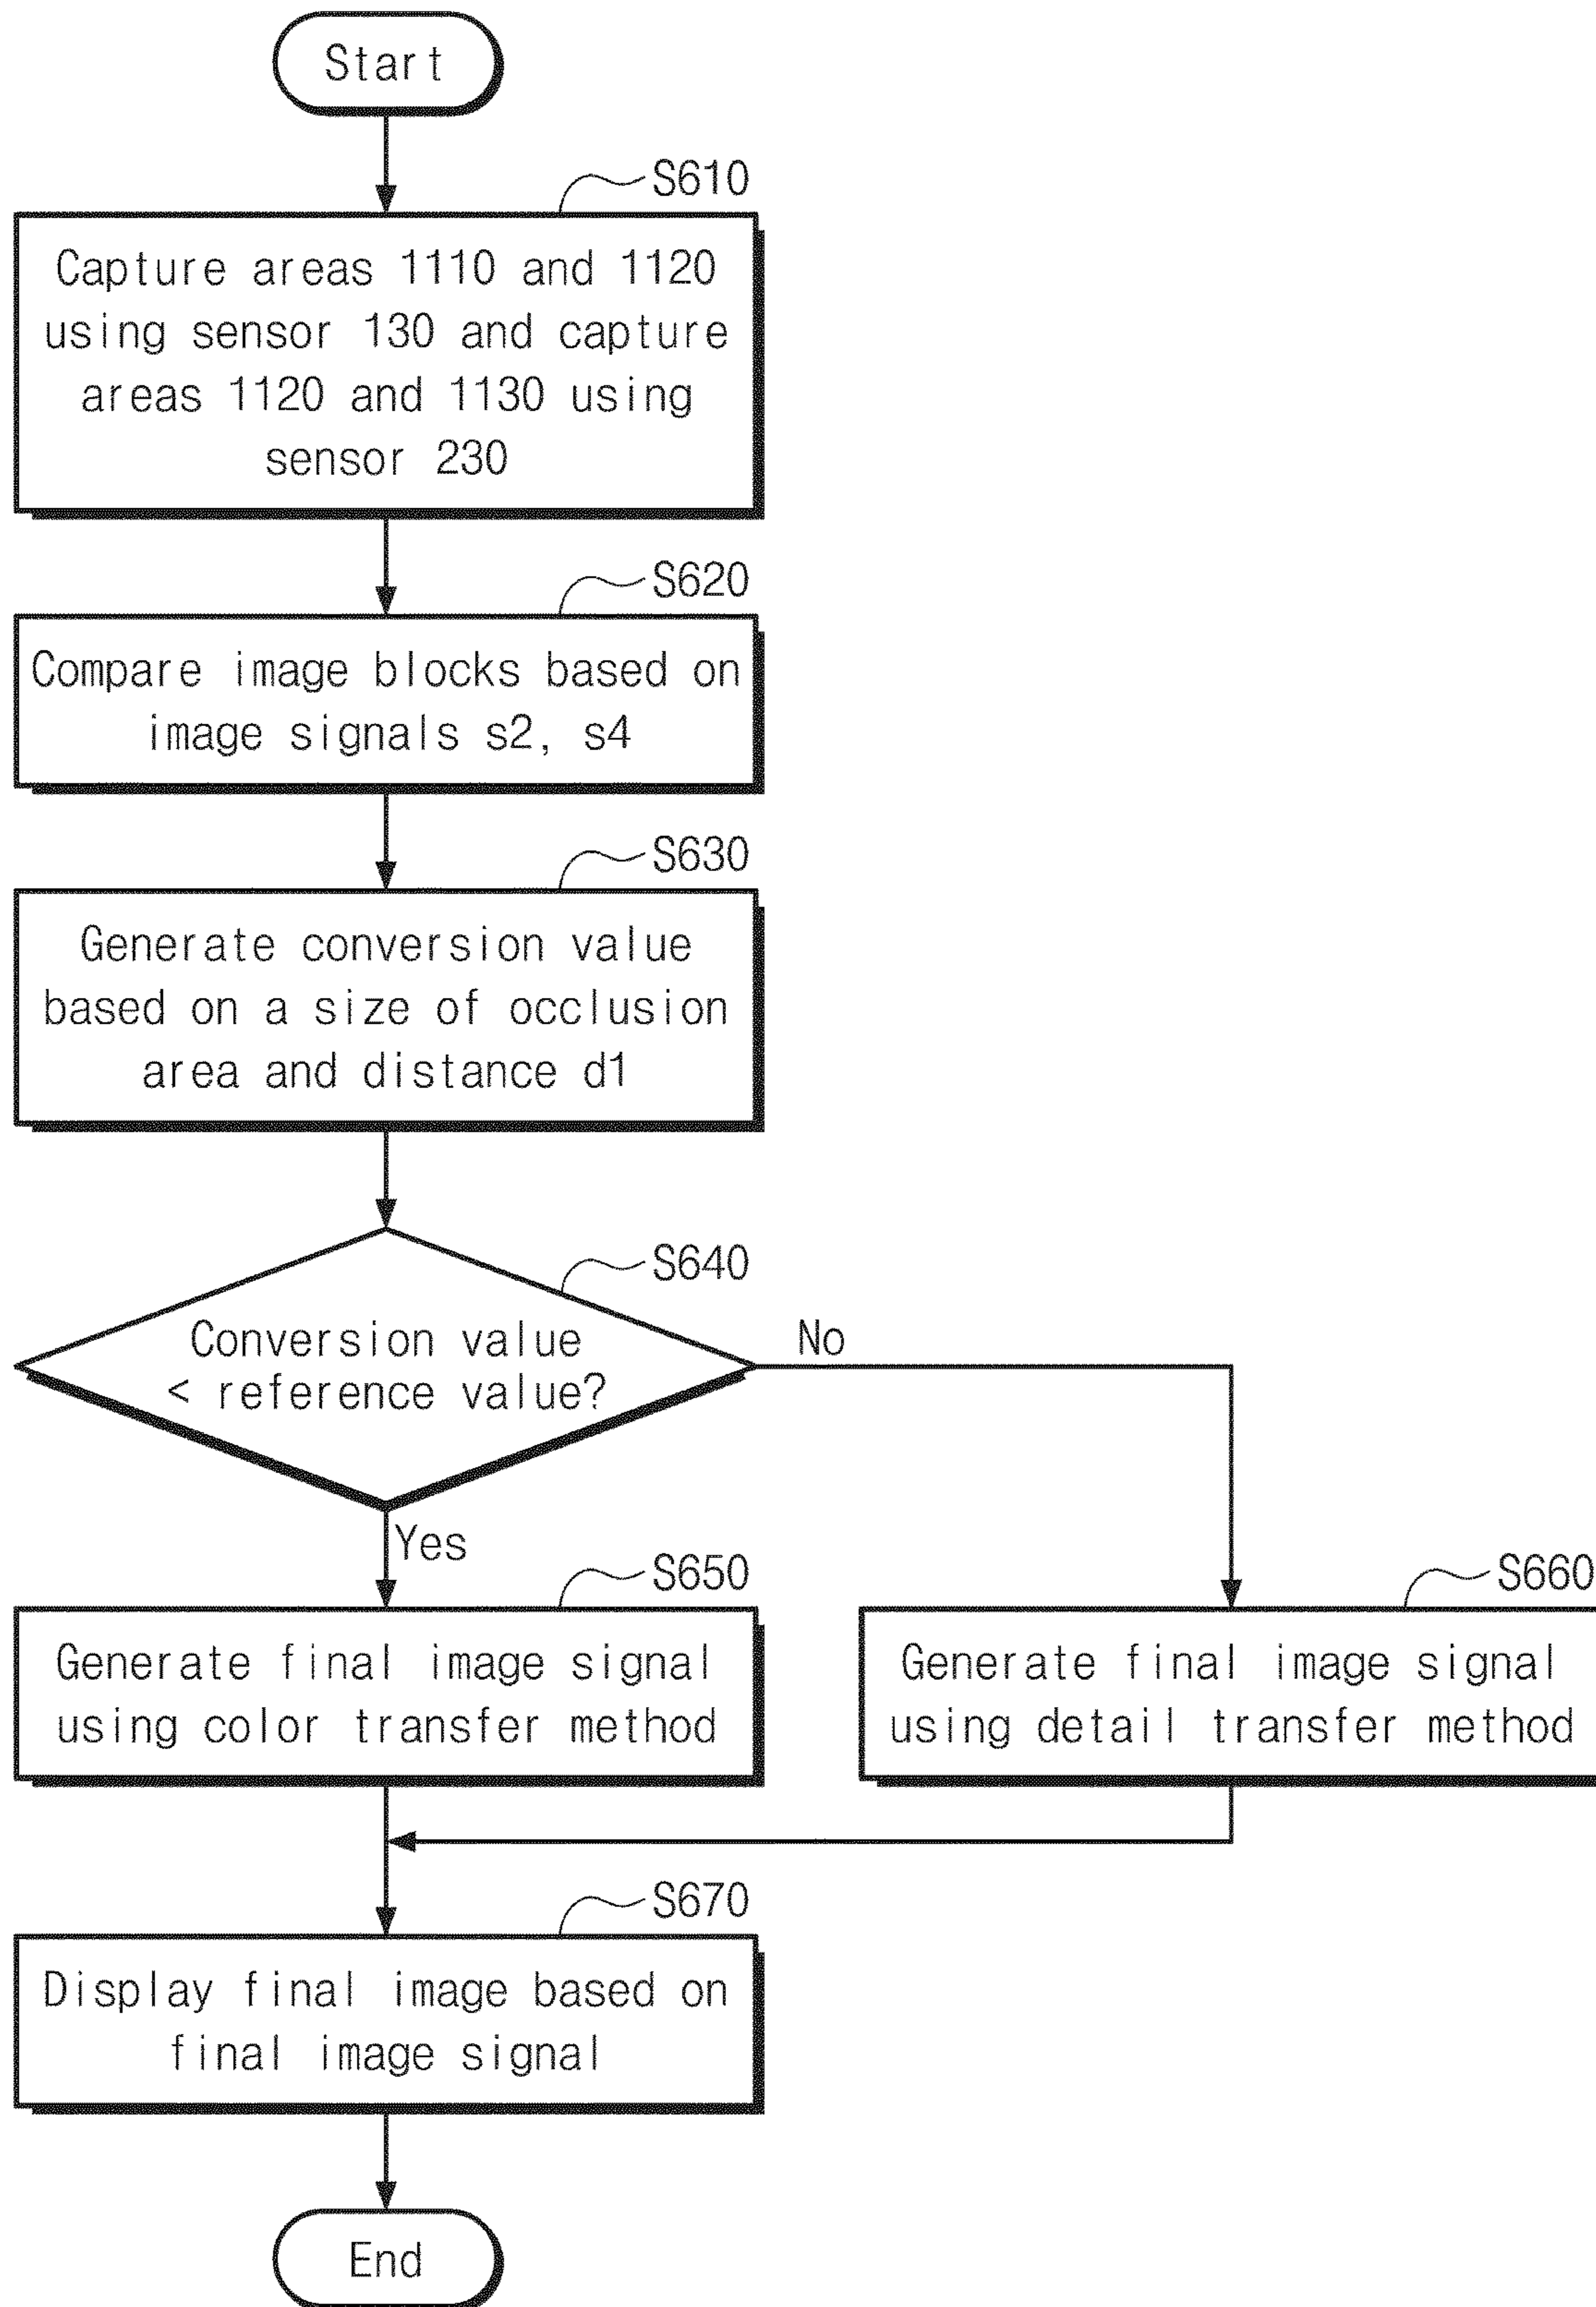 Start
S610
Capture areas 1110 and 1120
using sensor 130 and capture
areas 1120 and 1130 using
sensor 230
S620
Compare image blocks based on
image signals s2, s4
S630
Generate conversion value
based on a size of occlusion
area and distance d1
S640
Conversion value
< reference value?
No
Yes
S650
Generate final image signal
using color transfer method
S660
Generate final image signal
using detail transfer method
S670
Display final image based on
final image signal
End